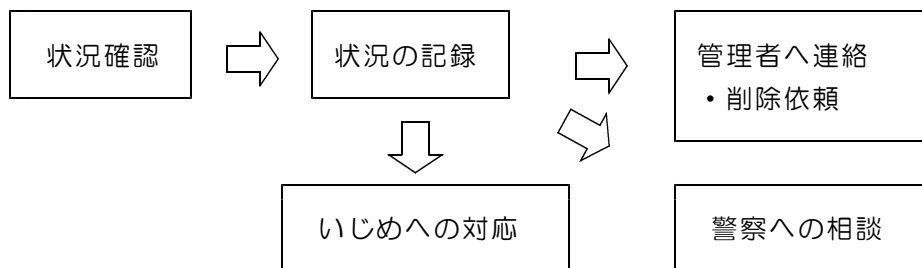 状況確認
状況の記録
管理者へ連絡
・削除依頼
いじめへの対応
警察への相談